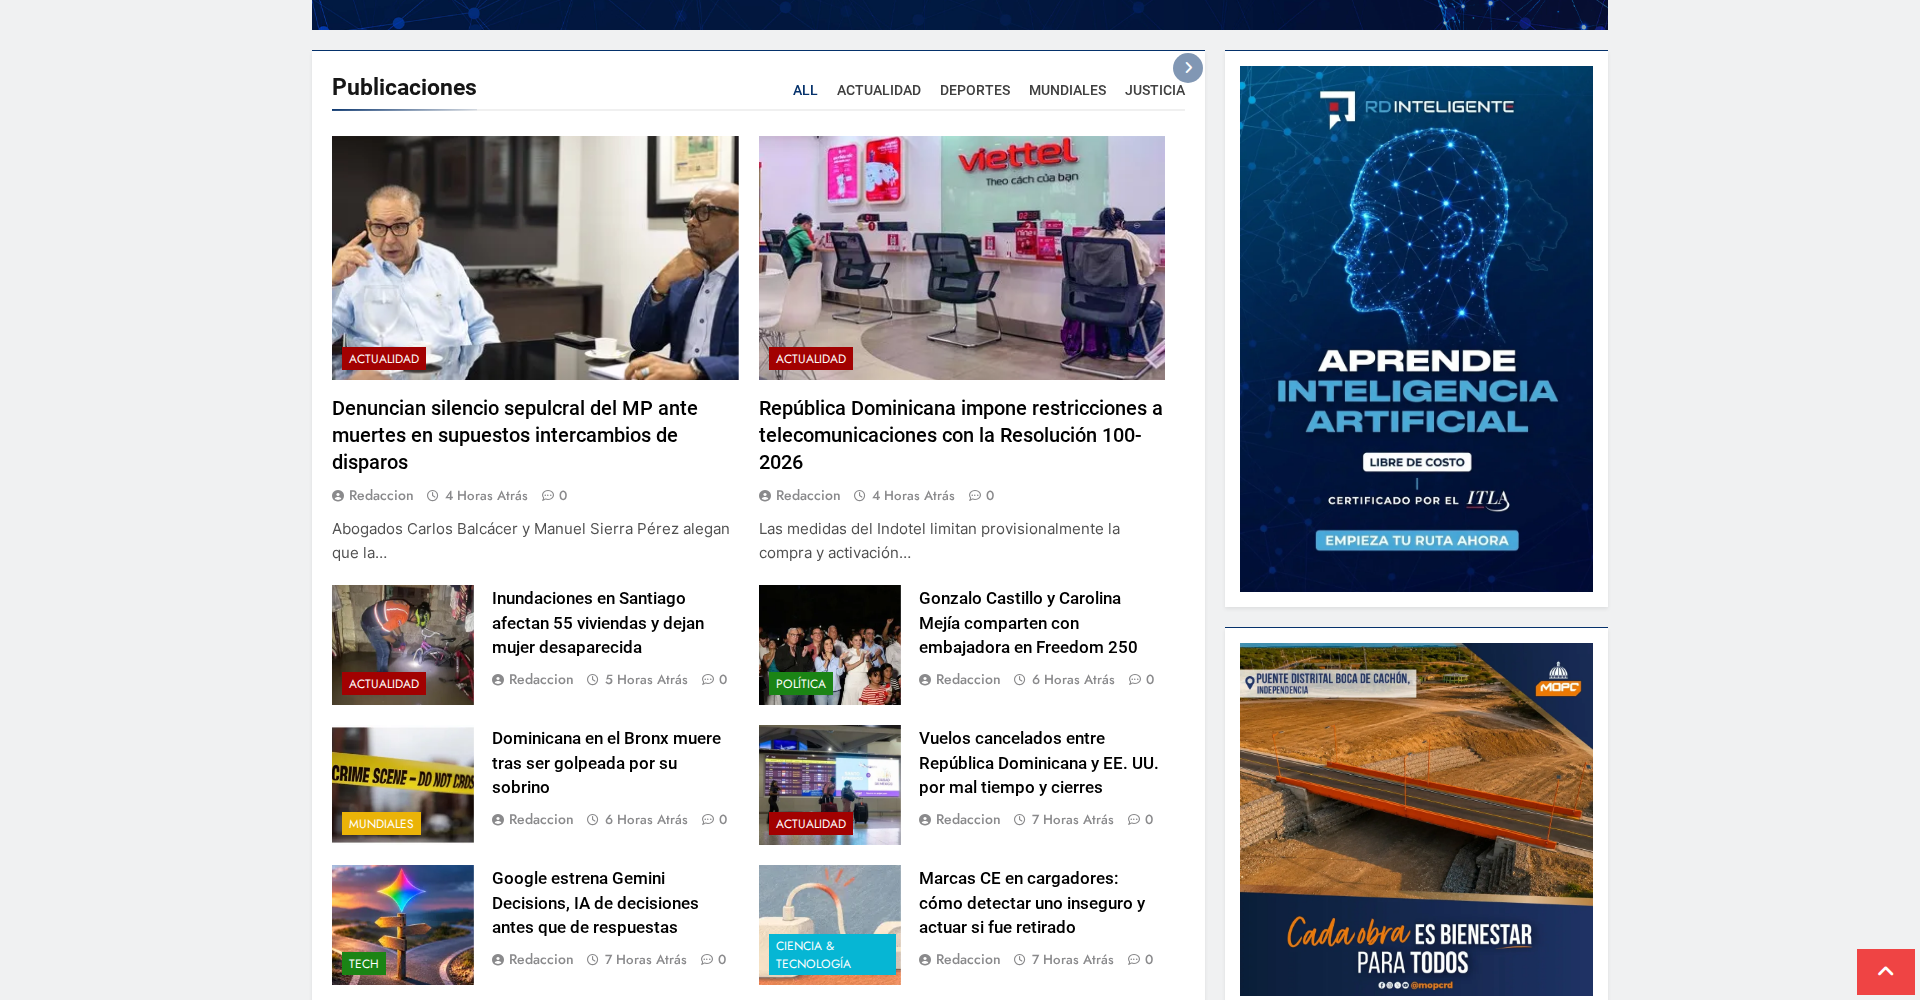 Publicaciones
ALL ACTUALIDAD DEPORTES MUNDIALES JUSTICIA
ACTUALIDAD
Denuncian silencio sepulcral del MP ante
muertes en supuestos intercambios de
disparos
Redaccion 4 Horas Atrás 0
Abogados Carlos Balcácer y Manuel Sierra Pérez alegan
que la...
viettel
Theo cách của bạn
ACTUALIDAD
República Dominicana impone restricciones a
telecomunicaciones con la Resolución 100-
2026
Redaccion 4 Horas Atrás 0
Las medidas del Indotel limitan provisionalmente la
compra y activación...
ACTUALIDAD
Inundaciones en Santiago
afectan 55 viviendas y dejan
mujer desaparecida
Redaccion 5 Horas Atrás 0
POLÍTICA
Gonzalo Castillo y Carolina
Mejía comparten con
embajadora en Freedom 250
Redaccion 6 Horas Atrás 0
CRIME SCENE – DO NOT CROS
MUNDIALES
Dominicana en el Bronx muere
tras ser golpeada por su
sobrino
Redaccion 6 Horas Atrás 0
ACTUALIDAD
Vuelos cancelados entre
República Dominicana y EE. UU.
por mal tiempo y cierres
Redaccion 7 Horas Atrás 0
TECH
Google estrena Gemini
Decisions, IA de decisiones
antes que de respuestas
Redaccion 7 Horas Atrás 0
CIENCIA &
TECNOLOGÍA
Marcas CE en cargadores:
cómo detectar uno inseguro y
actuar si fue retirado
Redaccion 7 Horas Atrás 0
RDINTELIGENTE
APRENDE
INTELIGENCIA
ARTIFICIAL
LIBRE DE COSTO
CERTIFICADO POR EL ITLA
EMPIEZA TU RUTA AHORA
PUENTE DISTRITAL BOCA DE CACHÓN,
INDEPENDENCIA
MOPC
Cada obra ES BIENESTAR
PARA TODOS
@mopcrd